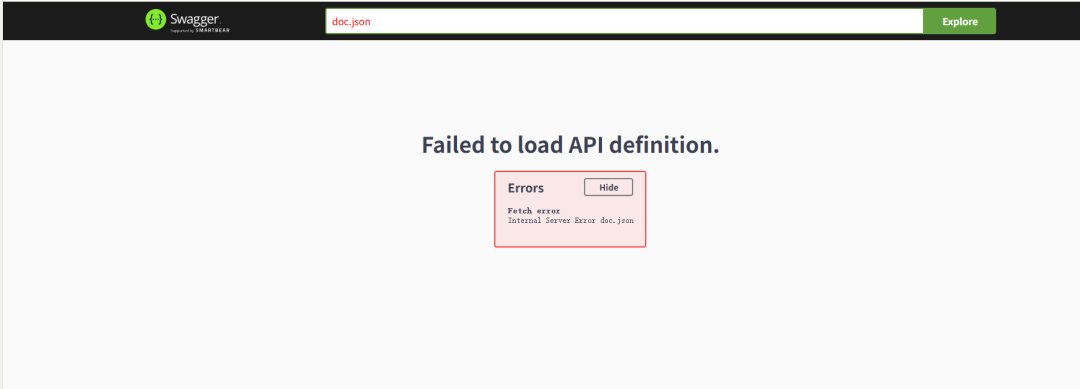 Swagger.
Supported by SMARTBEAR
doc.json
Explore
Failed to load API definition.
Errors
Hide
Fetch error
Internal Server Error doc.json